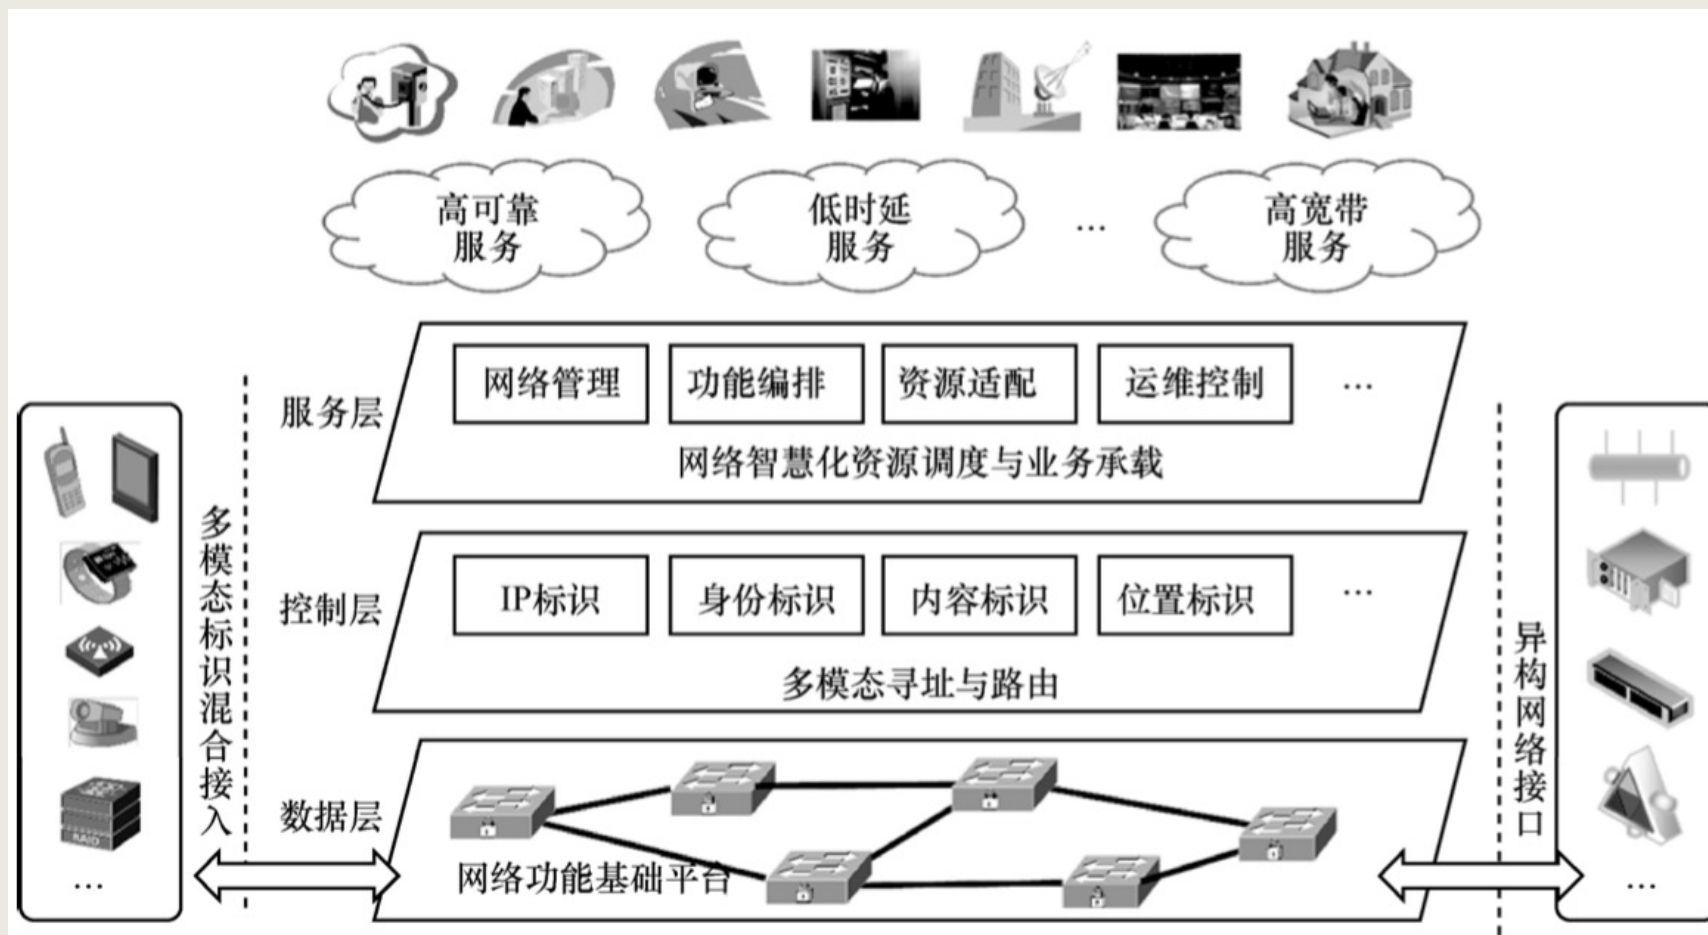 高可靠
服务
低时延
服务
…
高宽带
服务
服务层
网络管理
功能编排
资源适配
运维控制
…
网络智慧化资源调度与业务承载
控制层
IP标识
身份标识
内容标识
位置标识
…
多模态寻址与路由
数据层
网络功能基础平台
多模态标识混合接入
RAID
…
异构网络接口
…